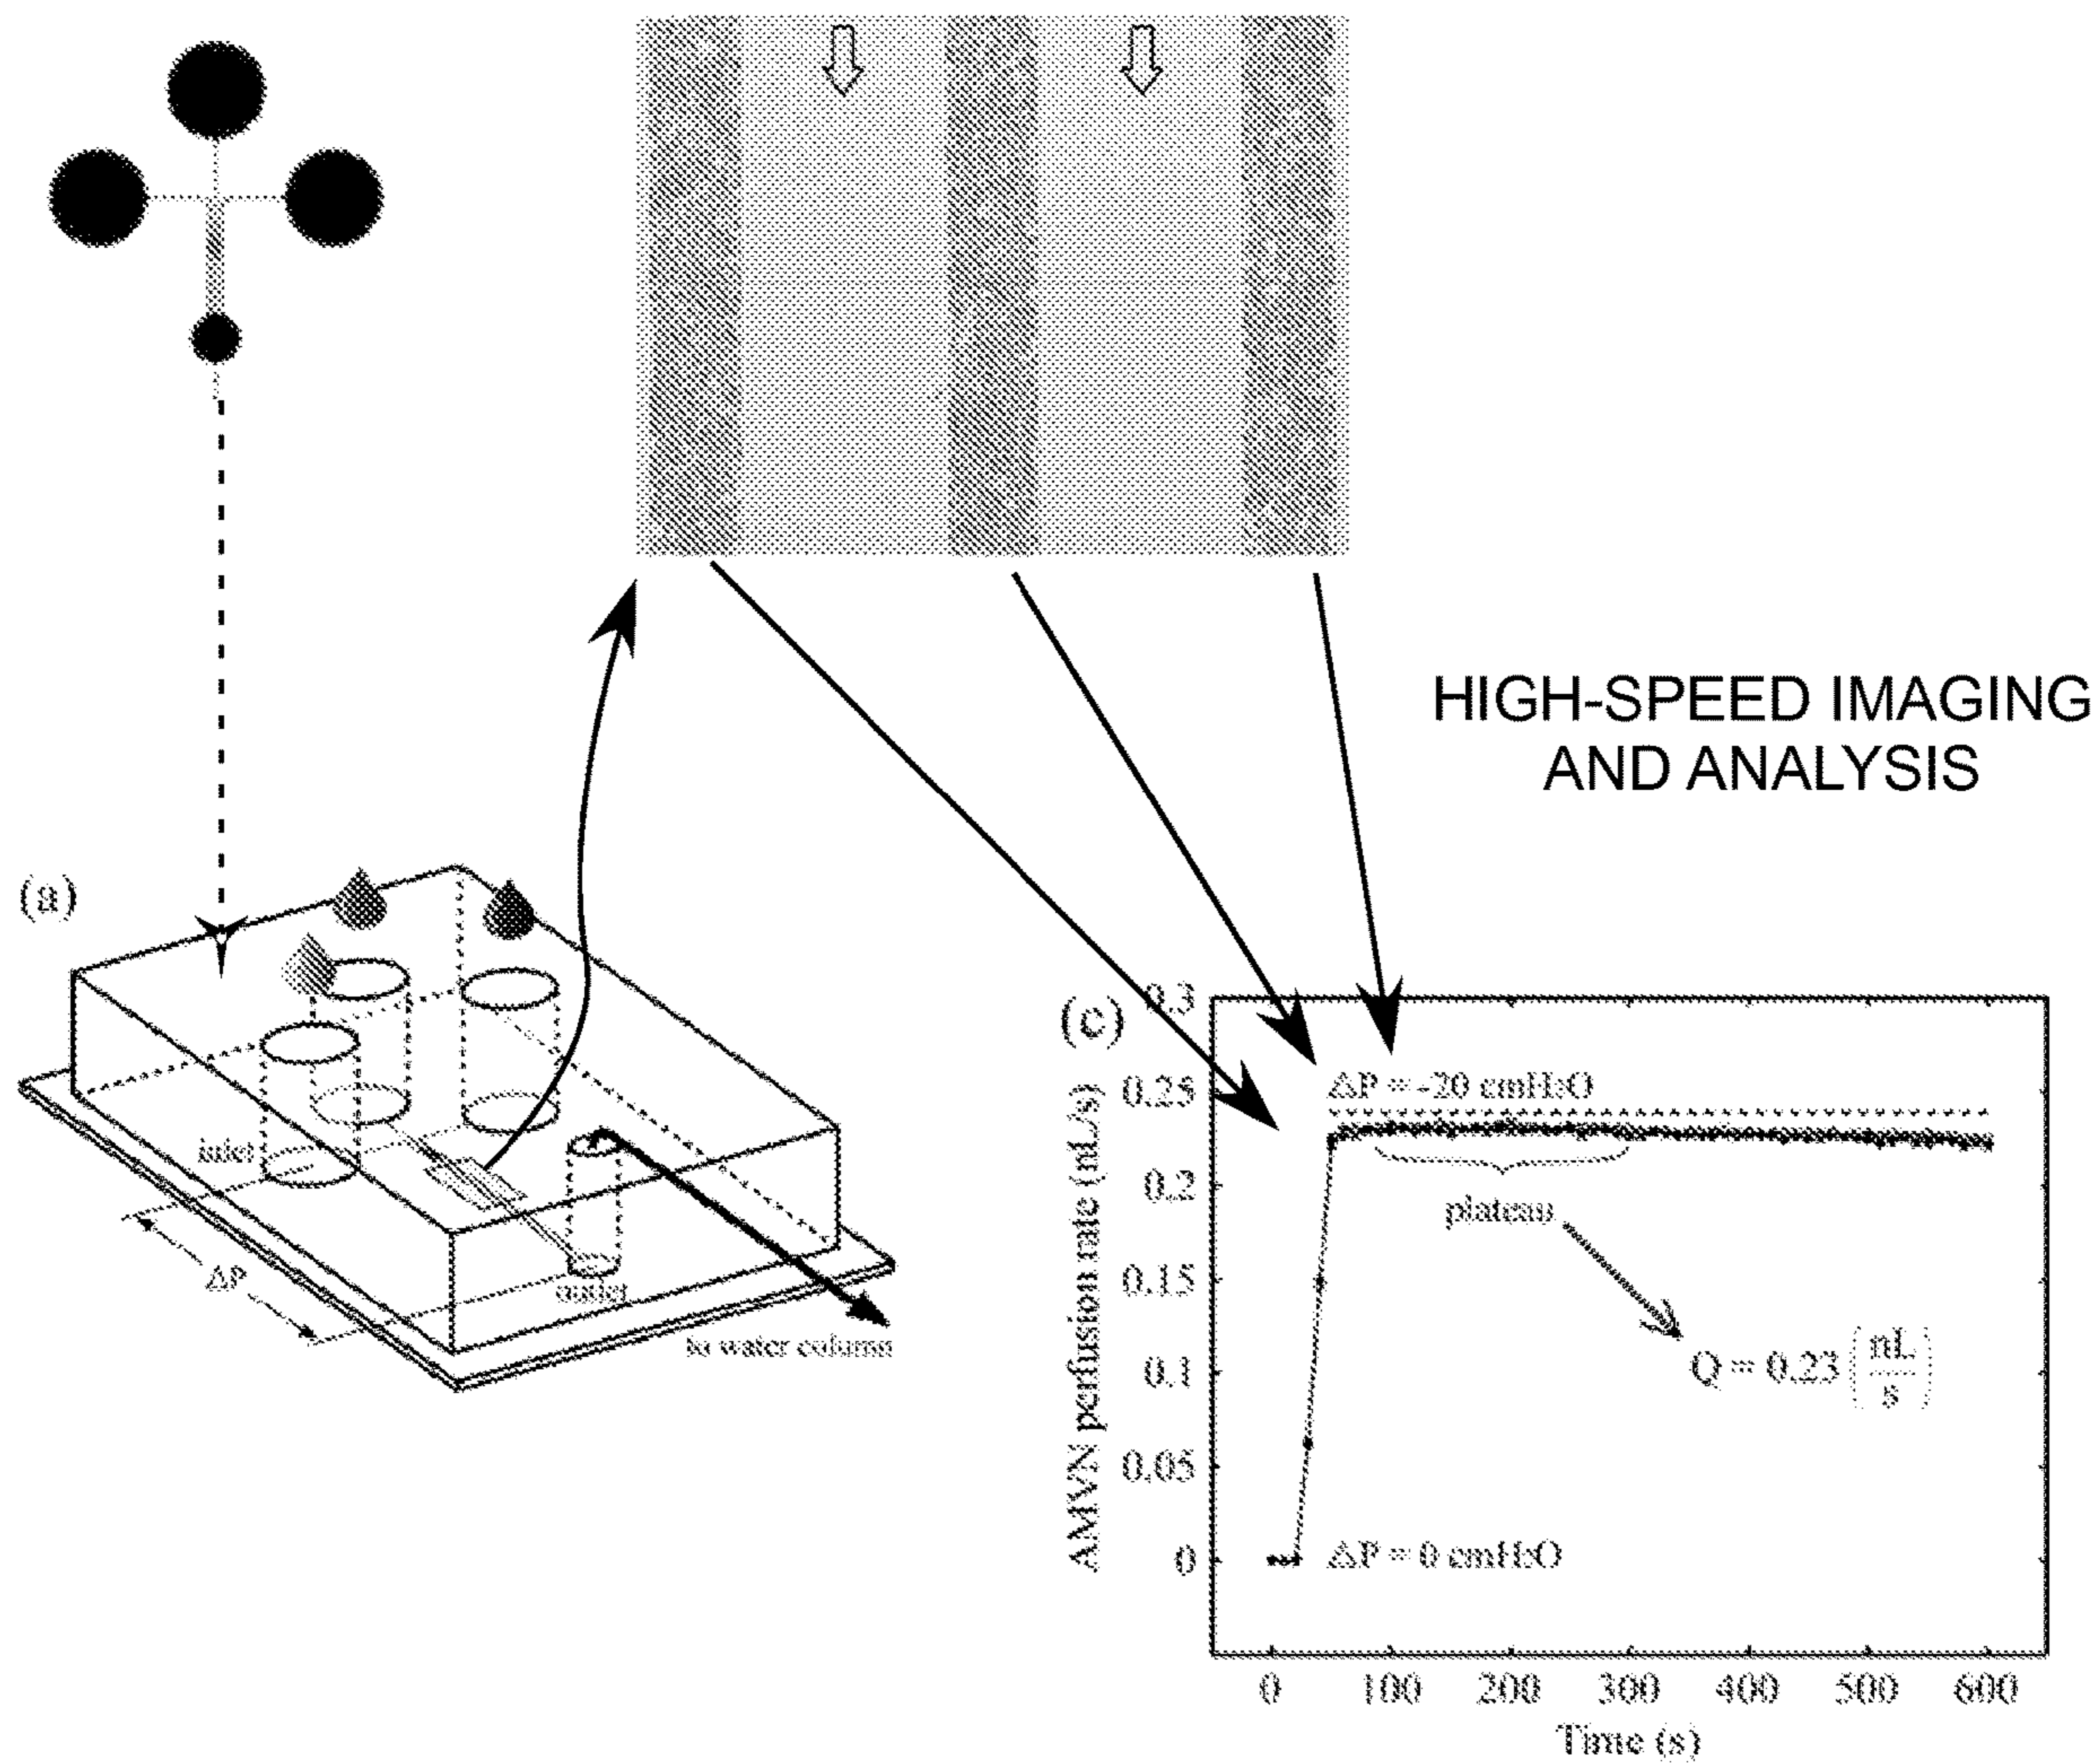 HIGH-SPEED IMAGING
AND ANALYSIS
(a)
inlet
ΔP
outlet
to water column
(c)
AMVN perfusion rate (nL/s)
0.3
0.25
0.2
0.15
0.1
0.05
0
ΔP = -20 cmH₂O
plateau
Q = 0.23 (nL/s)
ΔP = 0 cmH₂O
0 100 200 300 400 500 600
Time (s)